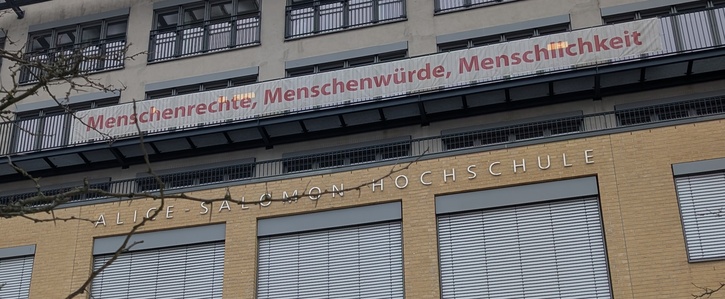 Menschenrechte, Menschenwürde, Menschlichkeit
ALICE-SALOMON HOCHSCHULE